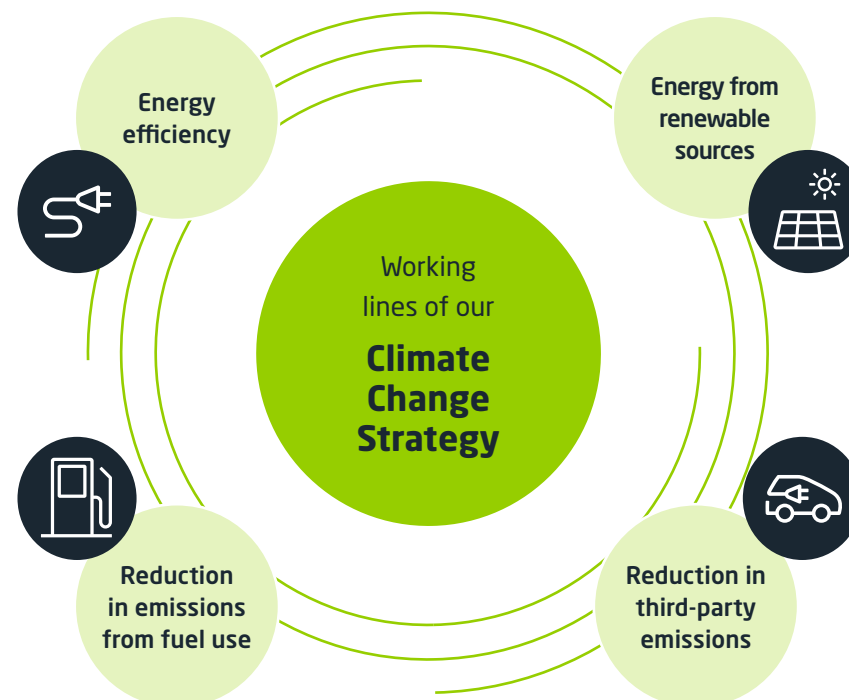 Energy
efficiency
Energy from
renewable
sources
Working
lines of our
Climate
Change
Strategy
Reduction
in emissions
from fuel use
Reduction in
third-party
emissions